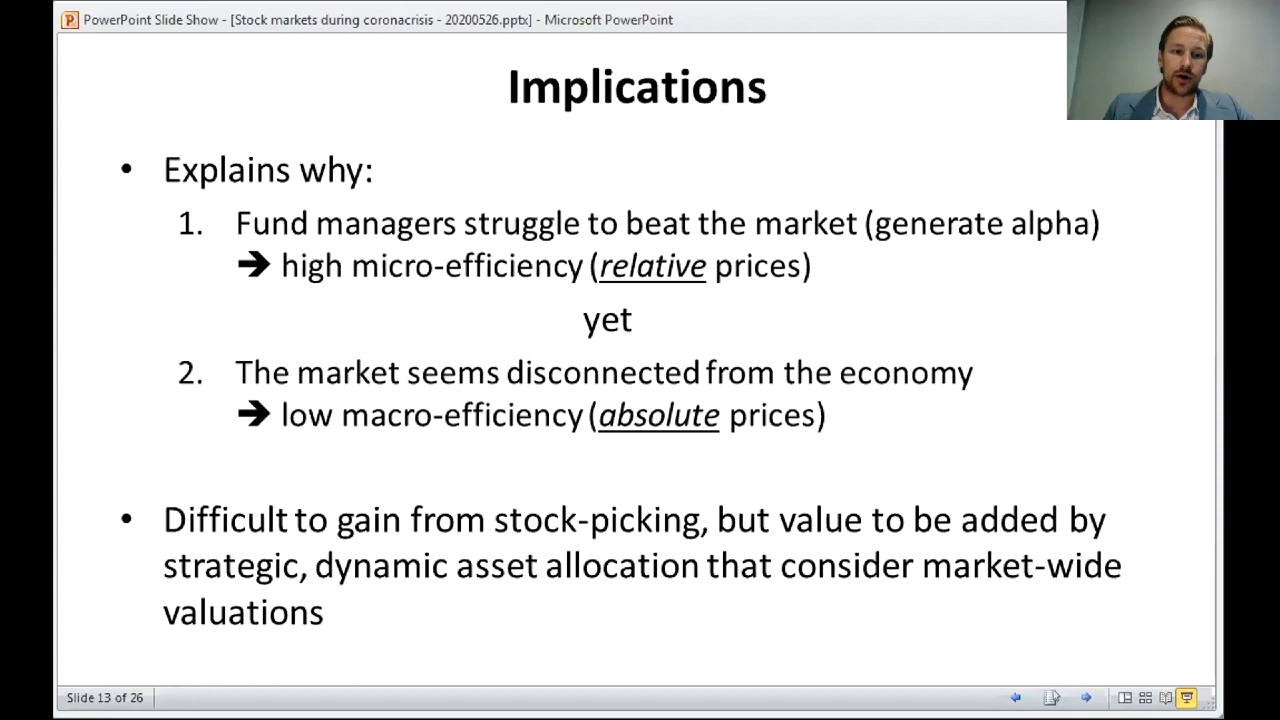 PowerPoint Slide Show - [Stock markets during coronacrisis - 20200526.pptx] - Microsoft PowerPoint
Implications
• Explains why:
1. Fund managers struggle to beat the market (generate alpha)
➔ high micro-efficiency (relative prices)
yet
2. The market seems disconnected from the economy
➔ low macro-efficiency (absolute prices)
• Difficult to gain from stock-picking, but value to be added by
strategic, dynamic asset allocation that consider market-wide
valuations
Slide 13 of 26